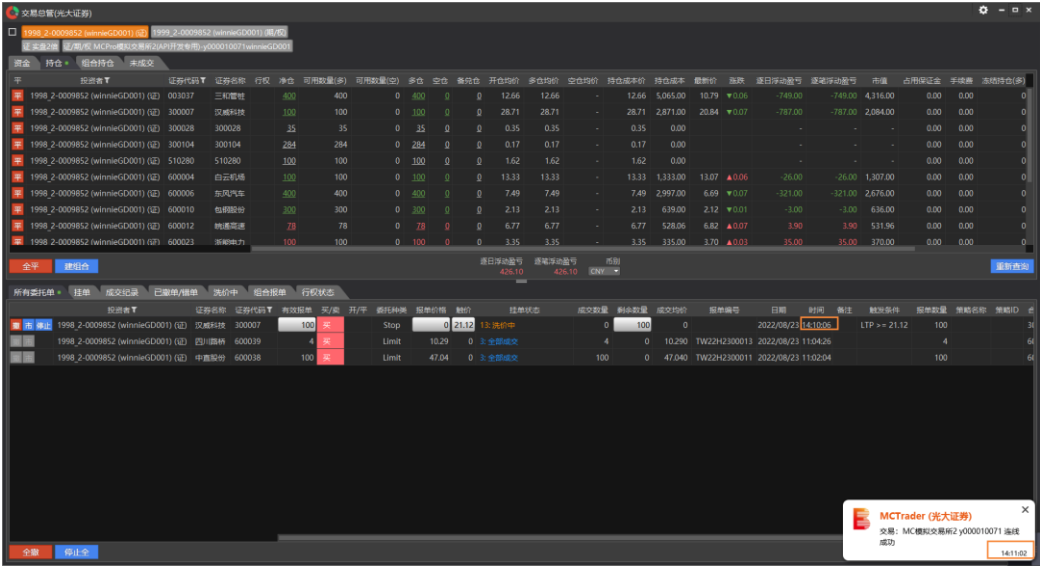 交易总管(光大证券)
1998_2-0009852 (winnieGD001) (证) 1999_2-0009852 (winnieGD001) (期/权)
证 实盘2倍 证/期/权 MCPro模拟交易所2(API开发专用)-y000010071winnieGD001
资金 持仓 组合持仓 未成交
平 投资者 证券代码 证券名称 行权 净仓 可用数量(多) 可用数量(空) 多仓 空仓 备兑仓 开仓均价 多仓均价 空仓均价 持仓成本价 持仓成本 最新价 涨跌 逐日浮动盈亏 逐笔浮动盈亏 市值 占用保证金 手续费 冻结持仓(多)
平 1998_2-0009852 (winnieGD001) (证) 003037 三和管桩 400 400 0 400 0 0 12.66 12.66 - 12.66 5,065.00 10.79 ▼0.06 -749.00 -749.00 4,316.00 0.00 0.00 0
平 1998_2-0009852 (winnieGD001) (证) 300007 汉威科技 100 100 0 100 0 0 28.71 28.71 - 28.71 2,871.00 20.84 ▼0.07 -787.00 -787.00 2,084.00 0.00 0.00 0
平 1998_2-0009852 (winnieGD001) (证) 300028 300028 35 35 0 35 0 0 0.35 0.35 - 0.35 0.00 - - - 0.00 0.00 0
平 1998_2-0009852 (winnieGD001) (证) 300104 300104 284 284 0 284 0 0 0.17 0.17 - 0.17 0.00 - - - 0.00 0.00 0
平 1998_2-0009852 (winnieGD001) (证) 510280 510280 100 100 0 100 0 0 1.62 1.62 - 1.62 0.00 - - - 0.00 0.00 0
平 1998_2-0009852 (winnieGD001) (证) 600004 白云机场 100 100 0 100 0 0 13.33 13.33 - 13.33 1,333.00 13.07 ▲0.06 -26.00 -26.00 1,307.00 0.00 0.00 0
平 1998_2-0009852 (winnieGD001) (证) 600006 东风汽车 400 400 0 400 0 0 7.49 7.49 - 7.49 2,997.00 6.69 ▼0.07 -321.00 -321.00 2,676.00 0.00 0.00 0
平 1998_2-0009852 (winnieGD001) (证) 600010 包钢股份 300 300 0 300 0 0 2.13 2.13 - 2.13 639.00 2.12 ▼0.01 -3.00 -3.00 636.00 0.00 0.00 0
平 1998_2-0009852 (winnieGD001) (证) 600012 皖通高速 78 78 0 78 0 0 6.77 6.77 - 6.77 528.06 6.82 ▲0.07 3.90 3.90 531.96 0.00 0.00 0
平 1998_2-0009852 (winnieGD001) (证) 600023 浙能电力 100 100 0 100 0 0 3.35 3.35 - 3.35 335.00 3.70 ▲0.03 35.00 35.00 370.00 0.00 0.00 0
逐日浮动盈亏 逐笔浮动盈亏 币别
全平 建组合 426.10 426.10 CNY 重新查询
所有委托单 挂单 成交纪录 已撤单/错单 洗价中 组合报单 行权状态
投资者 证券名称 证券代码 有效报单 买/卖 开/平 委托种类 报单价格 触价 挂单状态 成交数量 剩余数量 成交均价 报单编号 日期 时间 备注 触发条件 报单数量 策略名称 策略ID
撤 市 停止 1998_2-0009852 (winnieGD001) (证) 汉威科技 300007 100 买 Stop 0 21.12 13: 洗价中 0 100 0 2022/08/23 14:10:06 LTP >= 21.12 100
1998_2-0009852 (winnieGD001) (证) 四川路桥 600039 4 买 Limit 10.29 0 3: 全部成交 4 0 10.290 TW22H2300013 2022/08/23 11:04:26 4
1998_2-0009852 (winnieGD001) (证) 中直股份 600038 100 买 Limit 47.04 0 3: 全部成交 100 0 47.040 TW22H2300011 2022/08/23 11:02:04 100
MCTrader (光大证券)
交易：MC模拟交易所2 y000010071 连线
成功
14:11:02
全撤 停止全